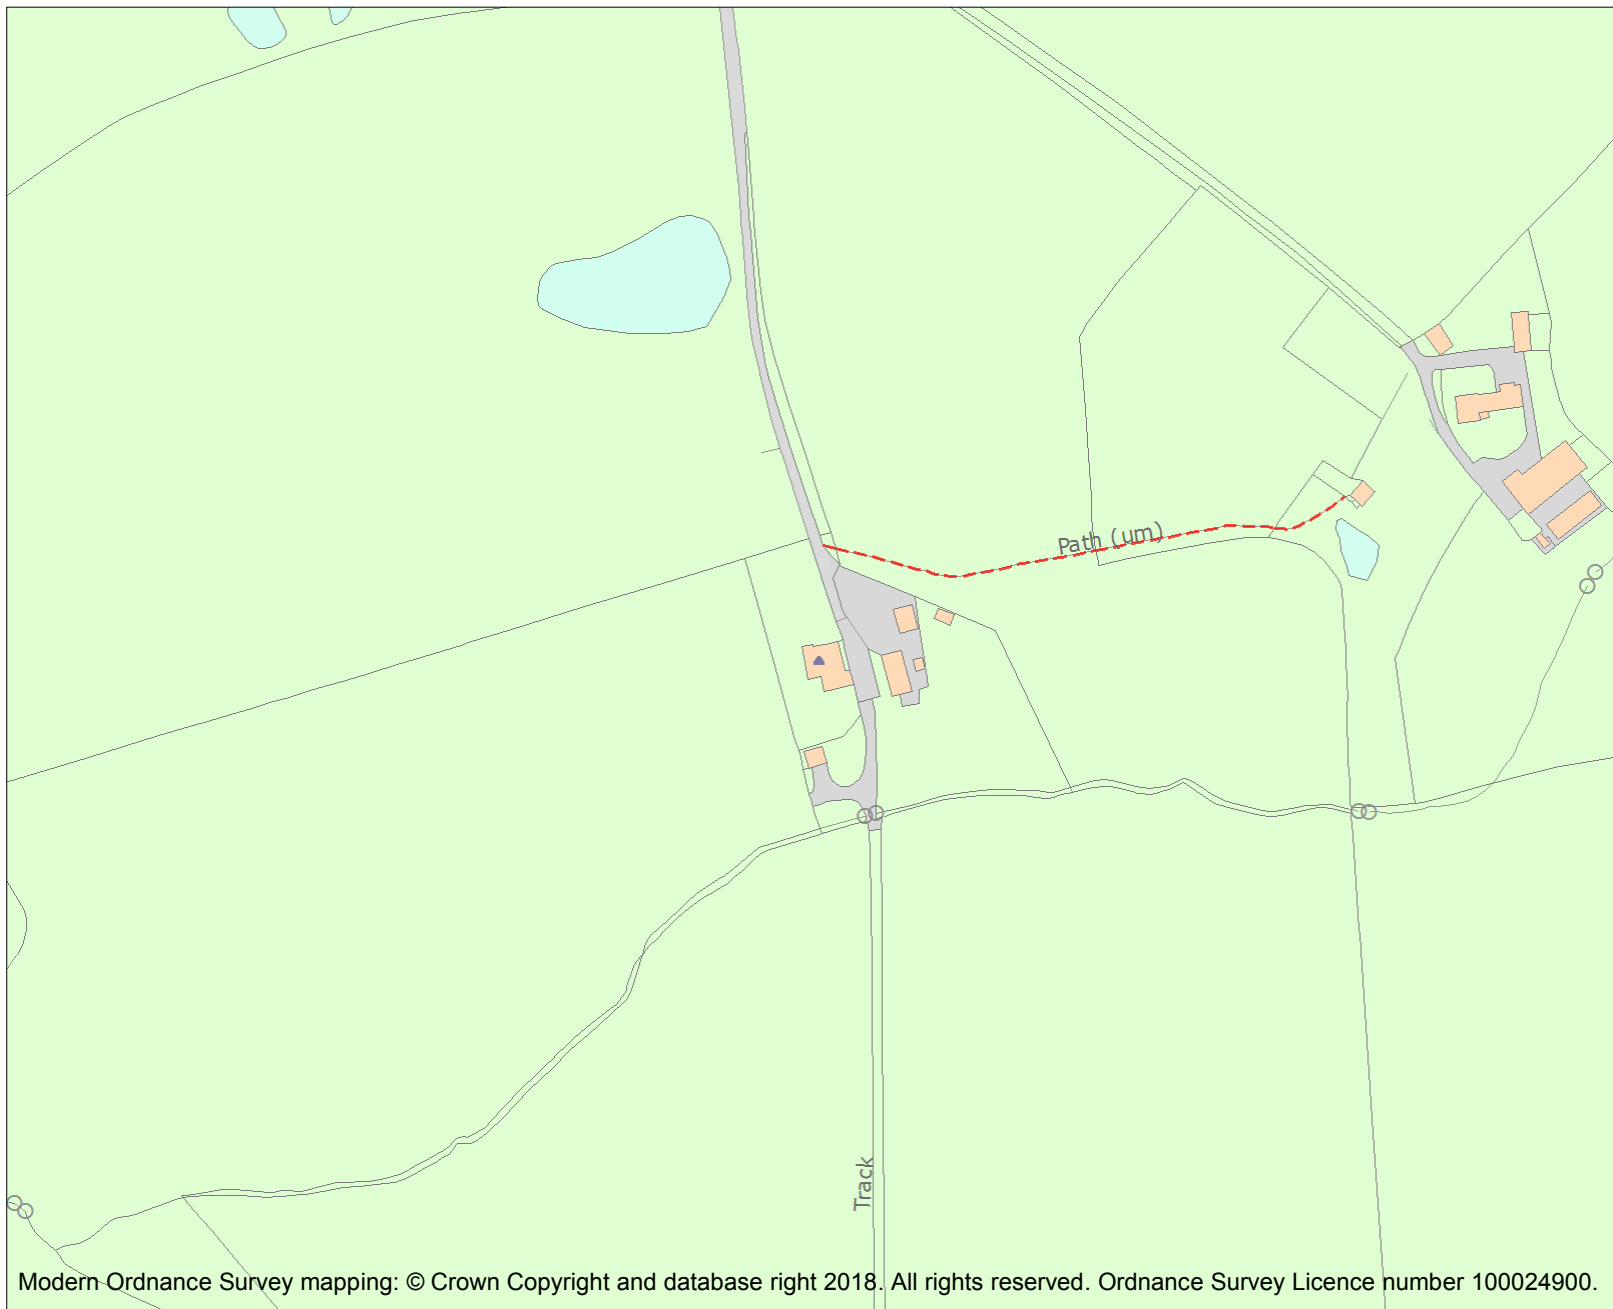 Path (um)
Track
Modern Ordnance Survey mapping: © Crown Copyright and database right 2018. All rights reserved. Ordnance Survey Licence number 100024900.